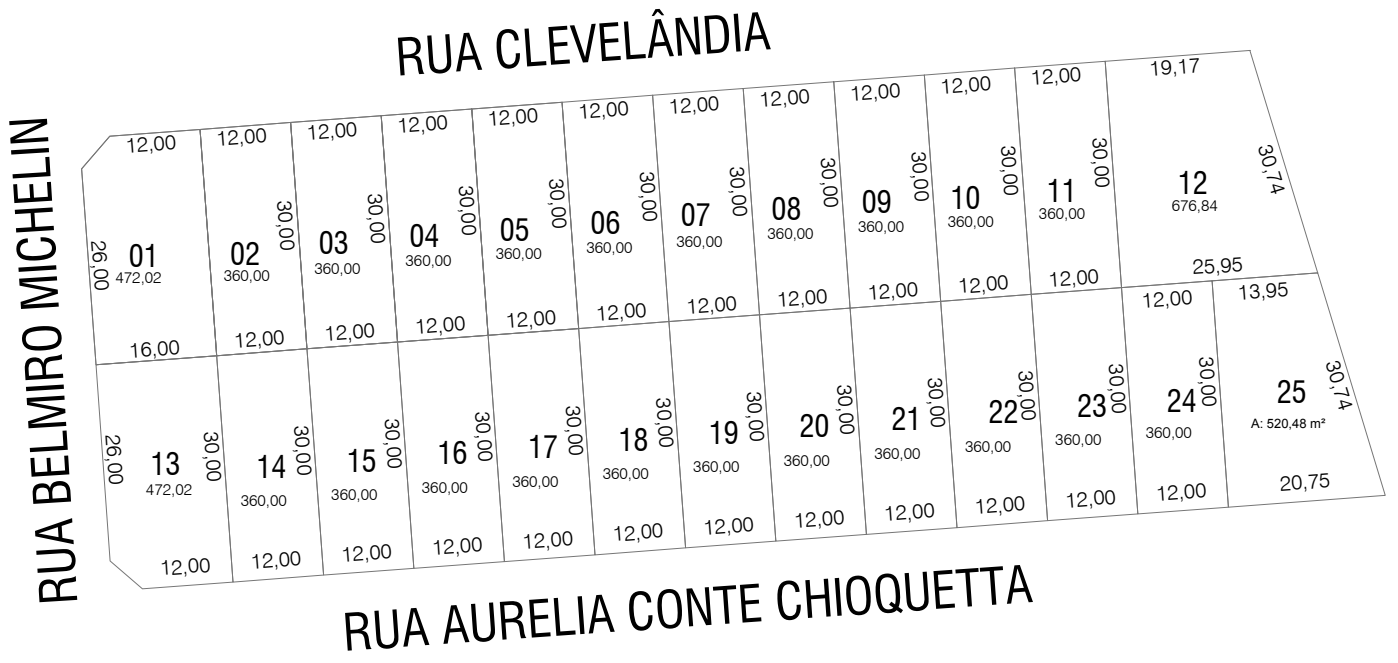 RUA CLEVELÂNDIA
RUA BELMIRO MICHELIN
12,00 12,00 12,00 12,00 12,00 12,00 12,00 12,00 12,00 12,00 12,00 19,17
26,00 30,00 30,00 30,00 30,00 30,00 30,00 30,00 30,00 30,00 30,00 30,74
01 02 03 04 05 06 07 08 09 10 11 12
472,02 360,00 360,00 360,00 360,00 360,00 360,00 360,00 360,00 360,00 360,00 676,84
16,00 12,00 12,00 12,00 12,00 12,00 12,00 12,00 12,00 12,00 12,00 25,95
12,00 13,95
26,00 30,00 30,00 30,00 30,00 30,00 30,00 30,00 30,00 30,00 30,00 30,00 30,00 30,74
13 14 15 16 17 18 19 20 21 22 23 24 25
472,02 360,00 360,00 360,00 360,00 360,00 360,00 360,00 360,00 360,00 360,00 360,00 A: 520,48 m²
12,00 12,00 12,00 12,00 12,00 12,00 12,00 12,00 12,00 12,00 12,00 12,00 20,75
RUA AURELIA CONTE CHIOQUETTA